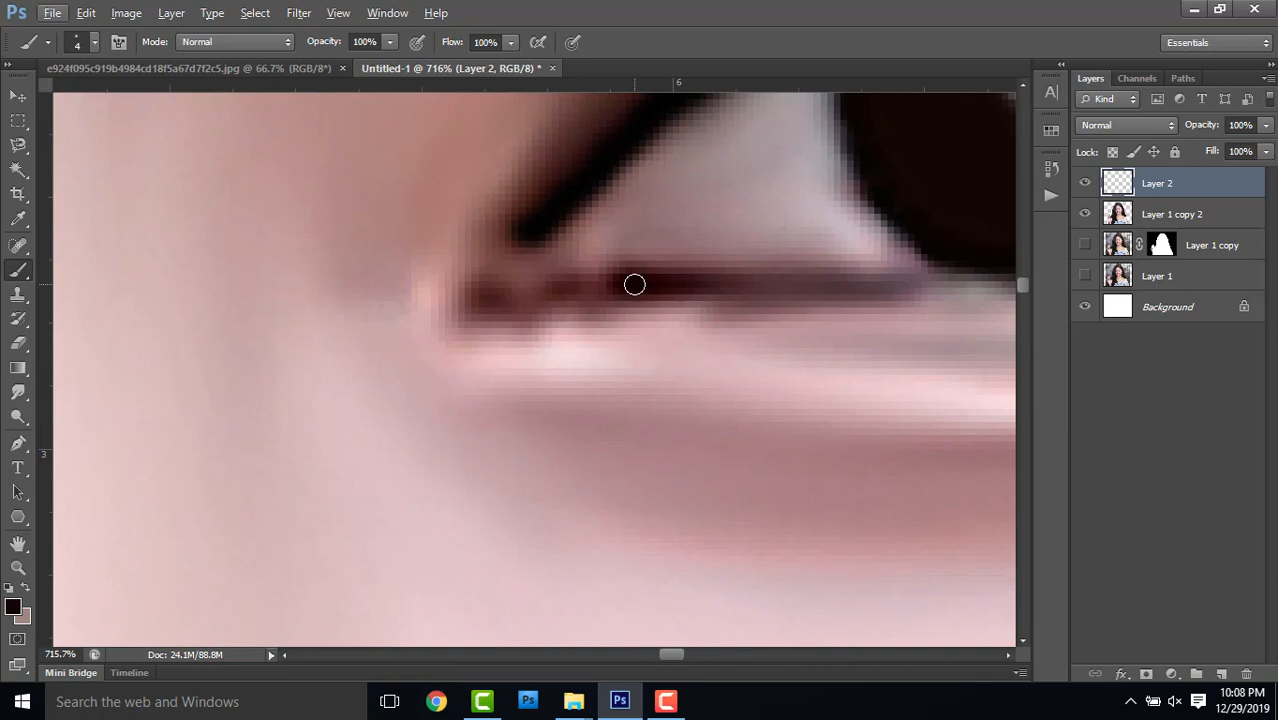 Ps File Edit Image Layer Type Select Filter View Window Help
4 Mode: Normal Opacity: 100% Flow: 100% Essentials
e924f095c919b4984cd18f5a67d7f2c5.jpg @ 66.7% (RGB/8*) × Untitled-1 @ 716% (Layer 2, RGB/8) * ×
6
3
A
Layers Channels Paths
Kind
Normal Opacity: 100%
Lock: Fill: 100%
Layer 2
Layer 1 copy 2
Layer 1 copy
Layer 1
Background
T
715.7% Doc: 24.1M/88.8M
Mini Bridge Timeline
Search the web and Windows
C Ps Ps C
10:08 PM
12/29/2019